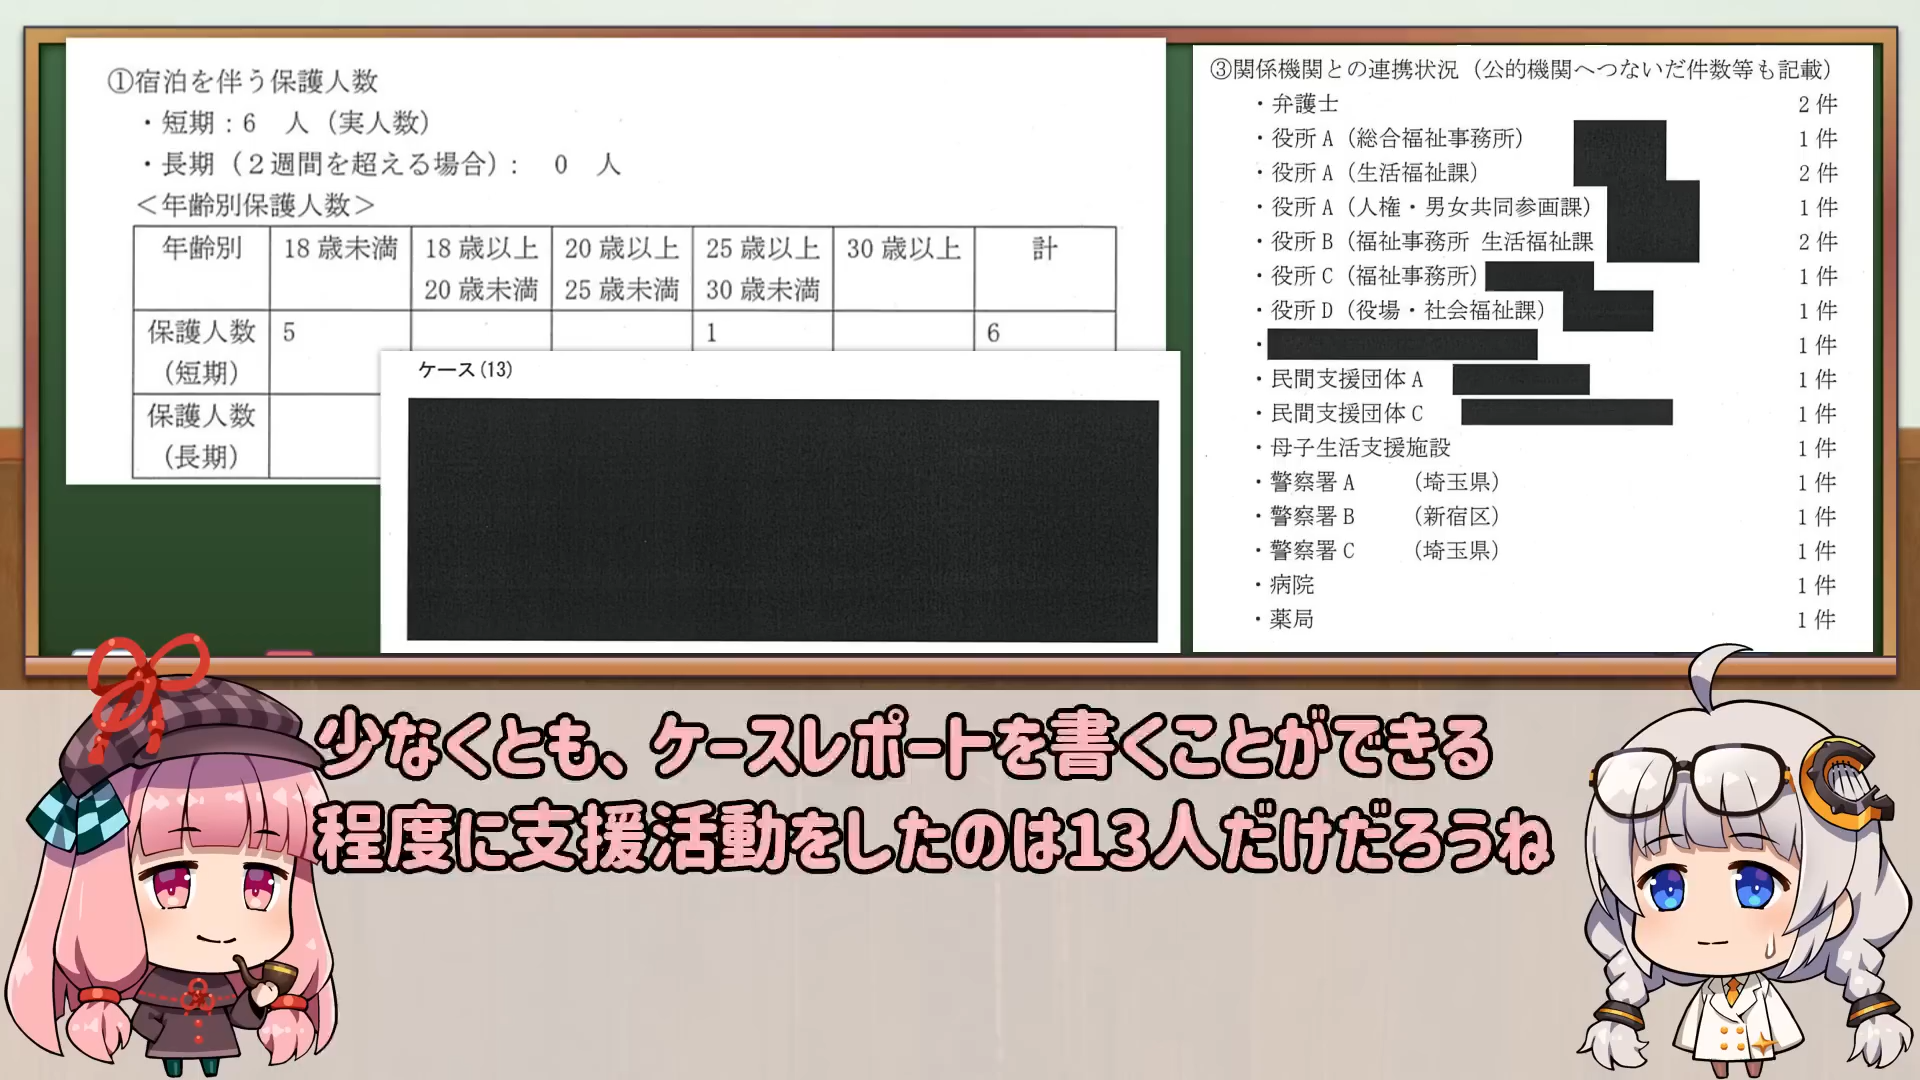 ①宿泊を伴う保護人数
・短期：6 人（実人数）
・長期（２週間を超える場合）： 0 人
＜年齢別保護人数＞
年齢別 18歳未満 18歳以上20歳未満 20歳以上25歳未満 25歳以上30歳未満 30歳以上 計
保護人数（短期） 5 1 6
保護人数（長期）
ケース(13)
③関係機関との連携状況（公的機関へつないだ件数等も記載）
・弁護士 2件
・役所A（総合福祉事務所） 1件
・役所A（生活福祉課） 2件
・役所A（人権・男女共同参画課） 1件
・役所B（福祉事務所 生活福祉課 2件
・役所C（福祉事務所） 1件
・役所D（役場・社会福祉課） 1件
・ 1件
・民間支援団体A 1件
・民間支援団体C 1件
・母子生活支援施設 1件
・警察署A （埼玉県） 1件
・警察署B （新宿区） 1件
・警察署C （埼玉県） 1件
・病院 1件
・薬局 1件
少なくとも、ケースレポートを書くことができる
程度に支援活動をしたのは13人だけだろうね